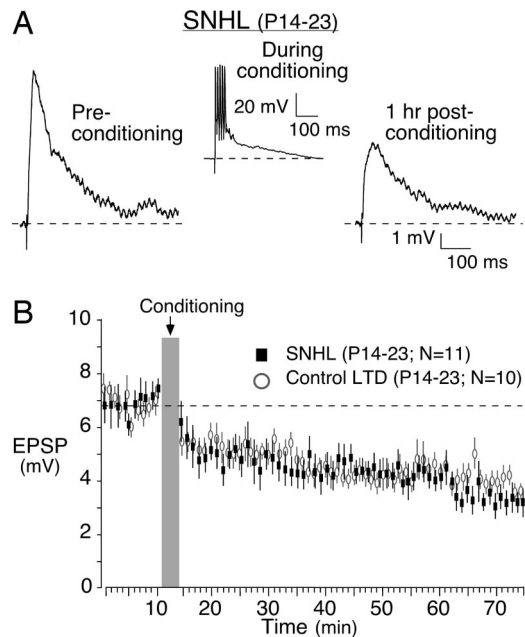 A
SNHL (P14-23)
During
conditioning
20 mV
100 ms
Pre-
conditioning
1 hr post-
conditioning
1 mV
100 ms
B
Conditioning
10
SNHL (P14-23; N=11)
Control LTD (P14-23; N=10)
8
6
EPSP
(mV)
4
2
0
10 20 30 40 50 60 70
Time (min)